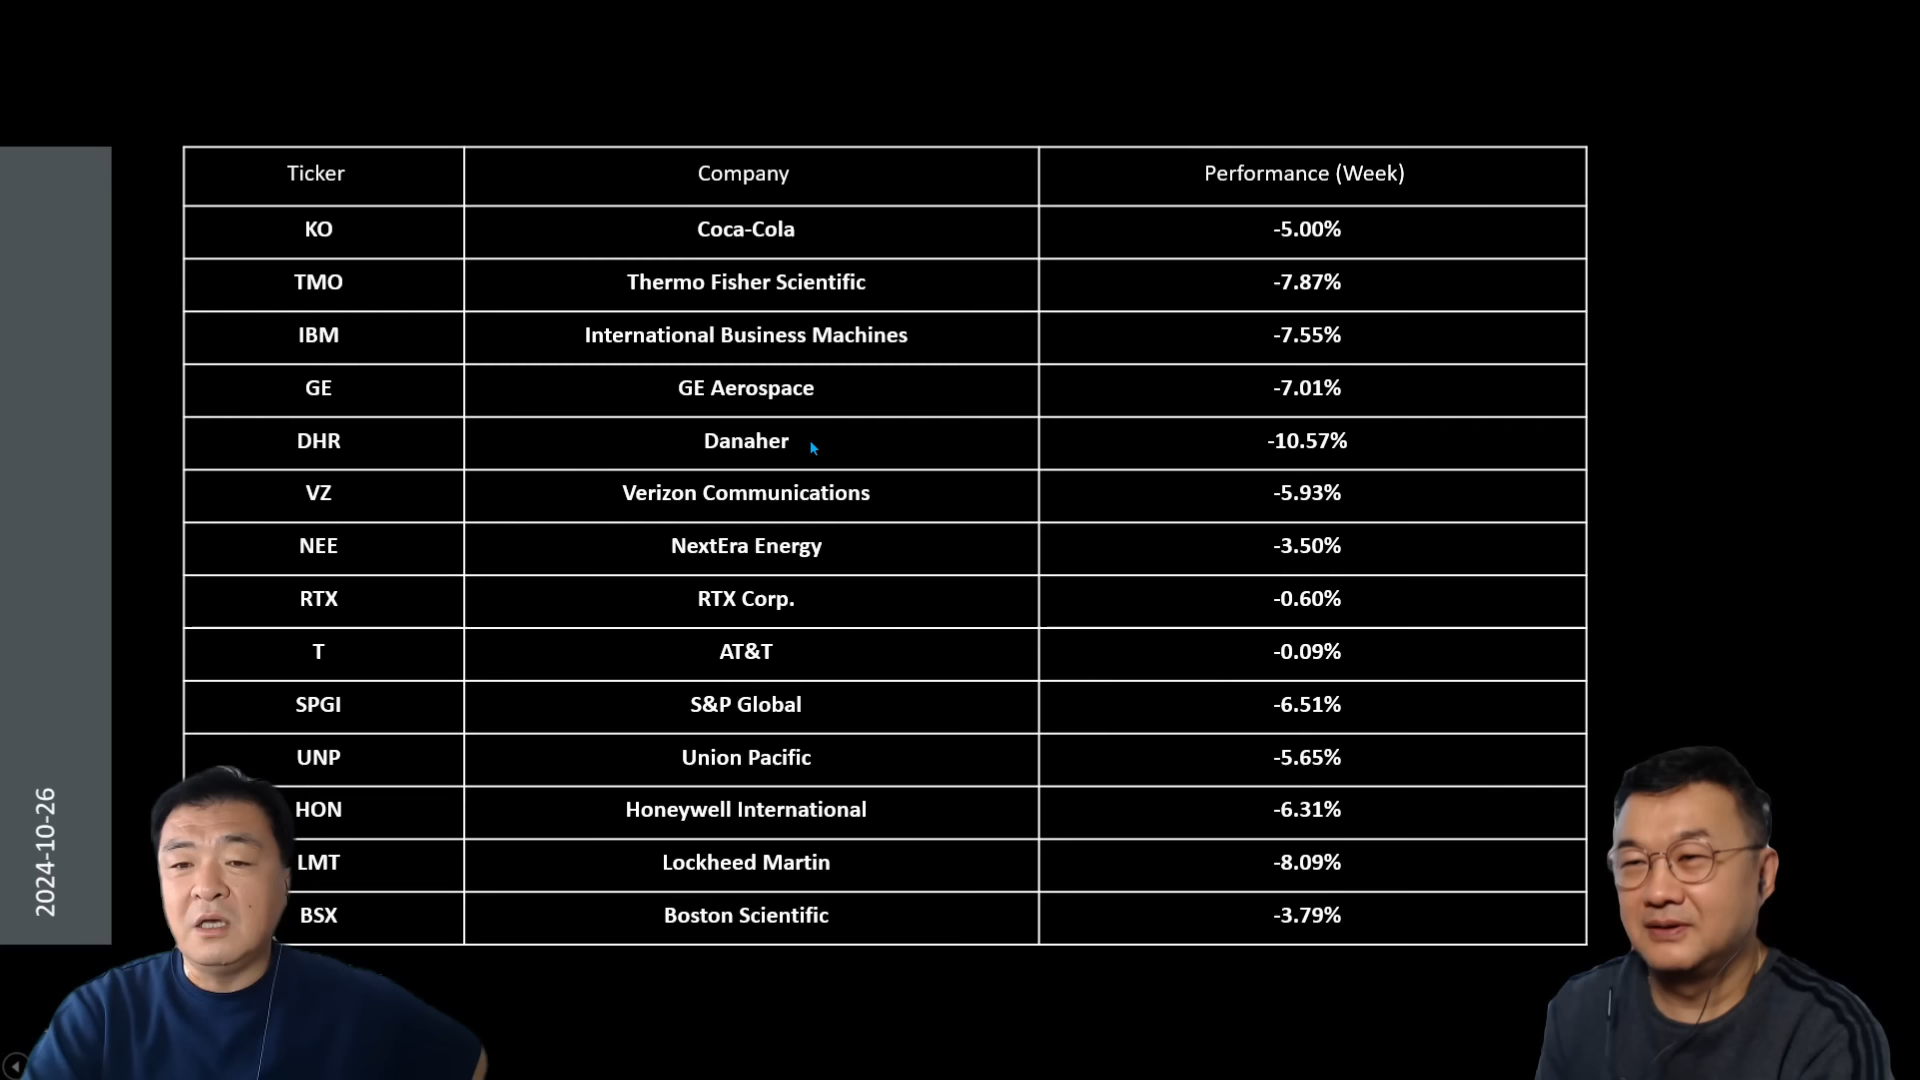 Ticker Company Performance (Week)
KO Coca-Cola -5.00%
TMO Thermo Fisher Scientific -7.87%
IBM International Business Machines -7.55%
GE GE Aerospace -7.01%
DHR Danaher -10.57%
VZ Verizon Communications -5.93%
NEE NextEra Energy -3.50%
RTX RTX Corp. -0.60%
T AT&T -0.09%
SPGI S&P Global -6.51%
UNP Union Pacific -5.65%
HON Honeywell International -6.31%
LMT Lockheed Martin -8.09%
BSX Boston Scientific -3.79%
2024-10-26